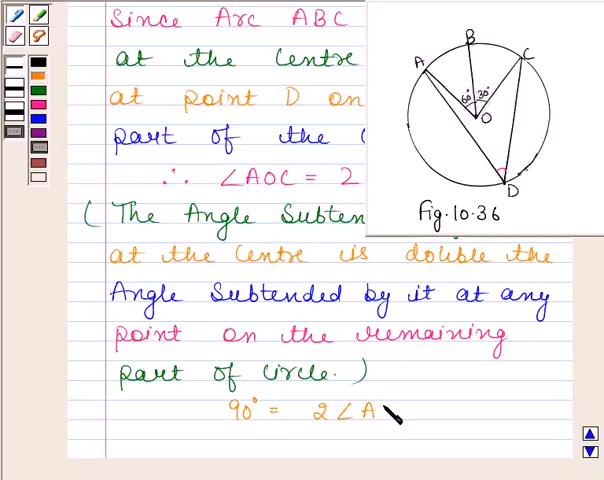 Since Arc ABC
at the Centre
at point D on
part of the
∴ ∠AOC = 2
( The Angle Subten
at the Centre is double the
Angle Subtended by it at any
point on the remaining
part of circle. )
90° = 2 ∠ A
A
B
C
60°
30°
O
D
Fig. 10.36